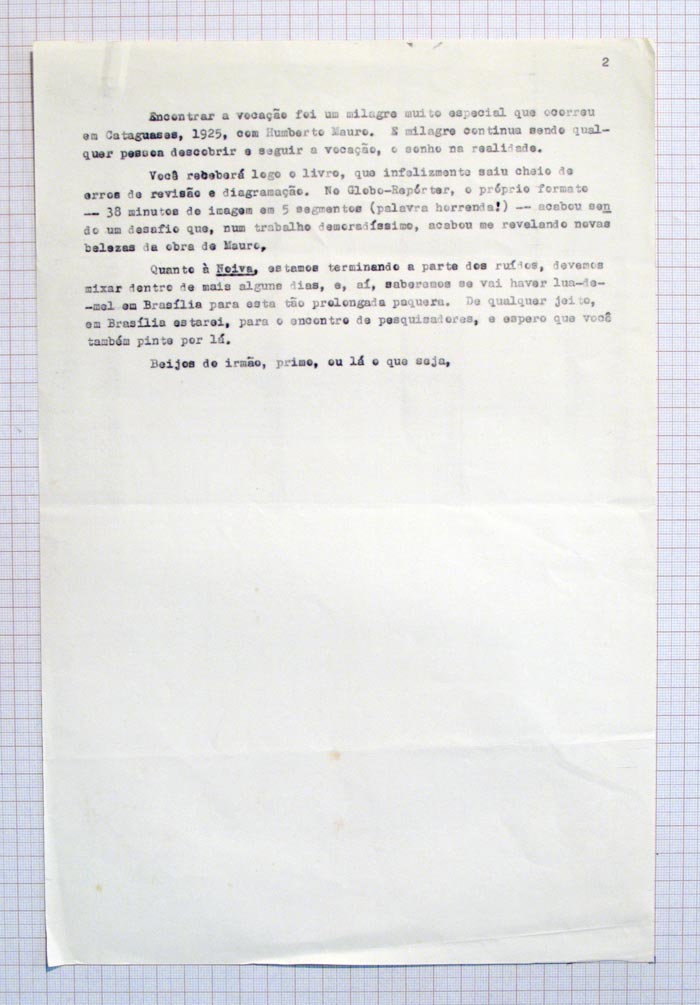 2
Encontrar a vocação foi um milagre muito especial que ocorreu
em Cataguases, 1925, com Humberto Mauro. E milagre continua sendo qual-
quer pessoa descobrir e seguir a vocação, o sonho na realidade.
Você receberá logo o livro, que infelizmente saiu cheio de
erros de revisão e diagramação. No Globo-Repórter, o próprio formato
-- 38 minutos de imagem em 5 segmentos (palavra horrenda!) -- acabou sen
do um desafio que, num trabalho demoradíssimo, acabou me revelando novas
belezas da obra de Mauro.
Quanto à Noiva, estamos terminando a parte dos ruídos, devemos
mixar dentro de mais alguns dias, e, aí, saberemos se vai haver lua-de-
-mel em Brasília para esta tão prolongada paquera. De qualquer jeito,
em Brasília estarei, para o encontro de pesquisadores, e espero que você
também pinte por lá.
Beijos de irmão, primo, ou lá o que seja,